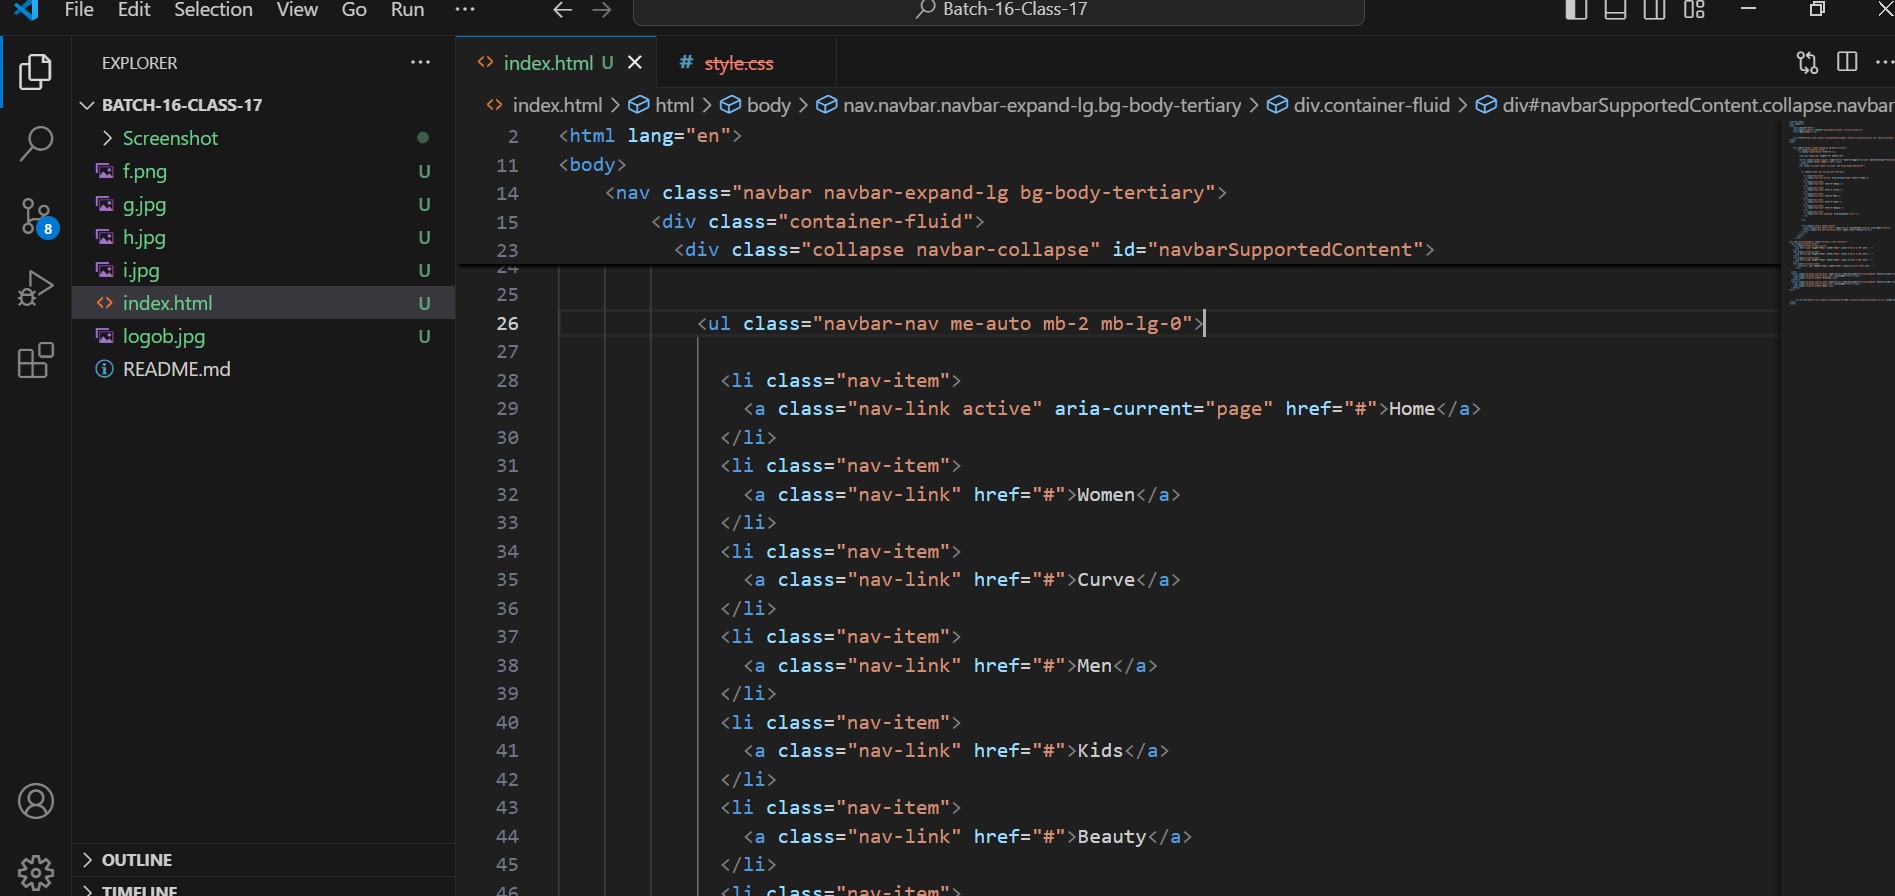 File Edit Selection View Go Run ···
Batch-16-Class-17
EXPLORER ···
BATCH-16-CLASS-17
Screenshot
f.png U
g.jpg U
h.jpg U
i.jpg U
index.html U
logob.jpg U
README.md
8
OUTLINE
TIMELINE
index.html U
# style.css
index.html > html > body > nav.navbar.navbar-expand-lg.bg-body-tertiary > div.container-fluid > div#navbarSupportedContent.collapse.navbar
2 <html lang="en">
11 <body>
14 <nav class="navbar navbar-expand-lg bg-body-tertiary">
15 <div class="container-fluid">
23 <div class="collapse navbar-collapse" id="navbarSupportedContent">
24
25
26 <ul class="navbar-nav me-auto mb-2 mb-lg-0">
27
28 <li class="nav-item">
29 <a class="nav-link active" aria-current="page" href="#">Home</a>
30 </li>
31 <li class="nav-item">
32 <a class="nav-link" href="#">Women</a>
33 </li>
34 <li class="nav-item">
35 <a class="nav-link" href="#">Curve</a>
36 </li>
37 <li class="nav-item">
38 <a class="nav-link" href="#">Men</a>
39 </li>
40 <li class="nav-item">
41 <a class="nav-link" href="#">Kids</a>
42 </li>
43 <li class="nav-item">
44 <a class="nav-link" href="#">Beauty</a>
45 </li>
46 <li class="nav-item">